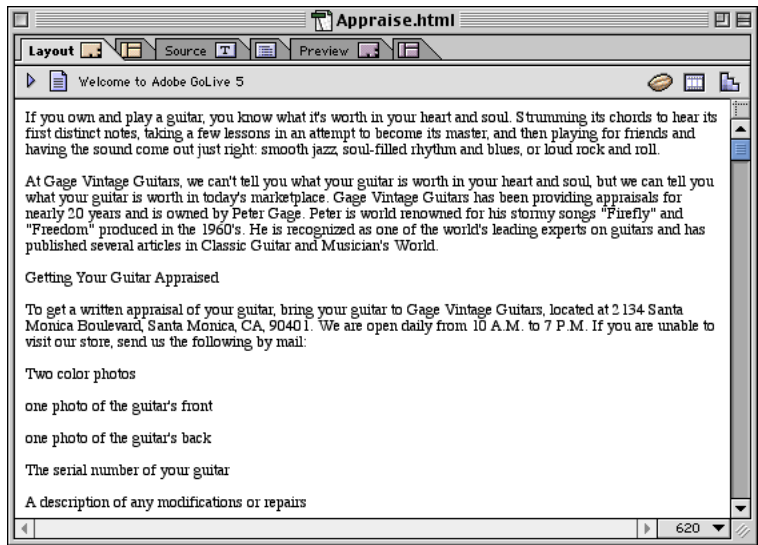 Appraise.html
Layout Source T Preview
Welcome to Adobe GoLive 5
If you own and play a guitar, you know what it's worth in your heart and soul. Strumming its chords to hear its
first distinct notes, taking a few lessons in an attempt to become its master, and then playing for friends and
having the sound come out just right: smooth jazz, soul-filled rhythm and blues, or loud rock and roll.
At Gage Vintage Guitars, we can't tell you what your guitar is worth in your heart and soul, but we can tell you
what your guitar is worth in today's marketplace. Gage Vintage Guitars has been providing appraisals for
nearly 20 years and is owned by Peter Gage. Peter is world renowned for his stormy songs "Firefly" and
"Freedom" produced in the 1960's. He is recognized as one of the world's leading experts on guitars and has
published several articles in Classic Guitar and Musician's World.
Getting Your Guitar Appraised
To get a written appraisal of your guitar, bring your guitar to Gage Vintage Guitars, located at 2134 Santa
Monica Boulevard, Santa Monica, CA, 90401. We are open daily from 10 A.M. to 7 P.M. If you are unable to
visit our store, send us the following by mail:
Two color photos
one photo of the guitar's front
one photo of the guitar's back
The serial number of your guitar
A description of any modifications or repairs
620